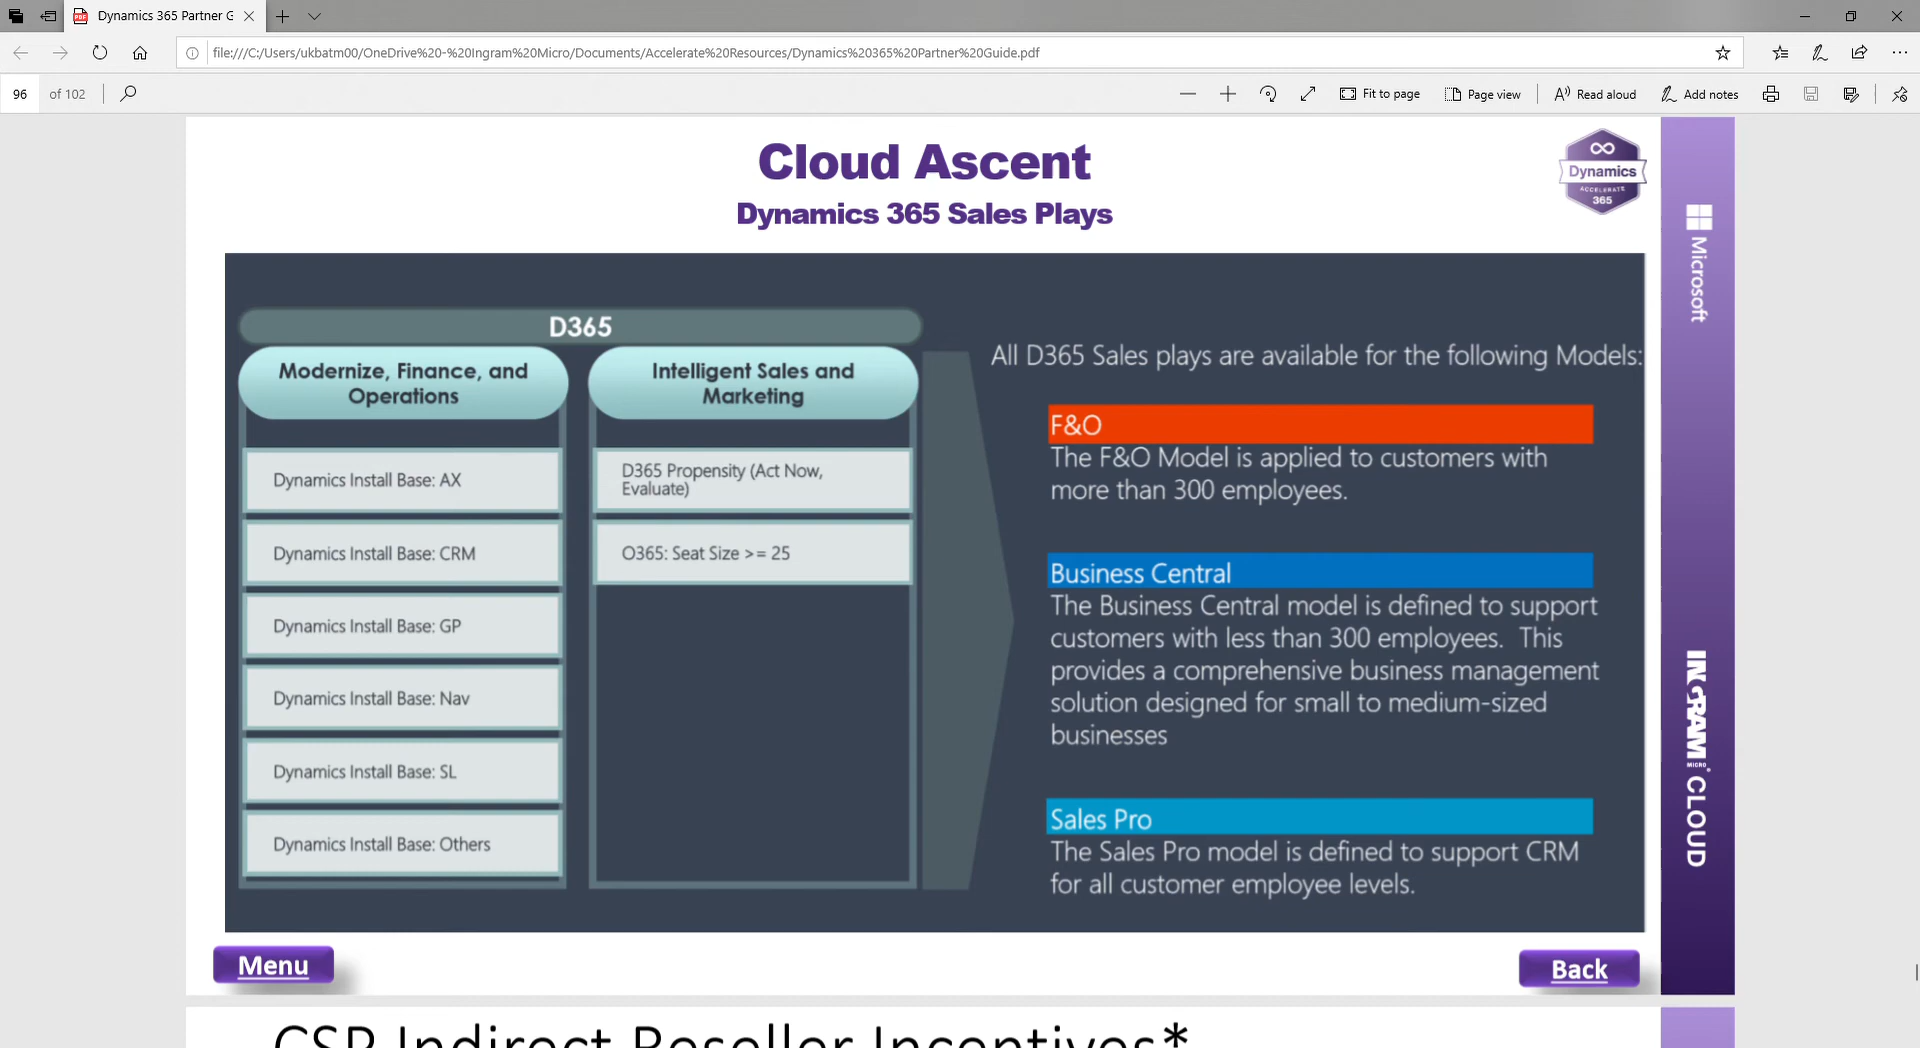 Dynamics 365 Partner G
file:///C:/Users/ukbatm00/OneDrive%20-%20Ingram%20Micro/Documents/Accelerate%20Resources/Dynamics%20365%20Partner%20Guide.pdf
96 of 102
Fit to page
Page view
Read aloud
Add notes
Cloud Ascent
Dynamics 365 Sales Plays
Dynamics
ACCELERATE
365
Microsoft
INGRAM MICRO CLOUD
D365
Modernize, Finance, and
Operations
Dynamics Install Base: AX
Dynamics Install Base: CRM
Dynamics Install Base: GP
Dynamics Install Base: Nav
Dynamics Install Base: SL
Dynamics Install Base: Others
Intelligent Sales and
Marketing
D365 Propensity (Act Now,
Evaluate)
O365: Seat Size >= 25
All D365 Sales plays are available for the following Models:
F&O
The F&O Model is applied to customers with
more than 300 employees.
Business Central
The Business Central model is defined to support
customers with less than 300 employees. This
provides a comprehensive business management
solution designed for small to medium-sized
businesses
Sales Pro
The Sales Pro model is defined to support CRM
for all customer employee levels.
Menu
Back
CSP Indirect Reseller Incentives*